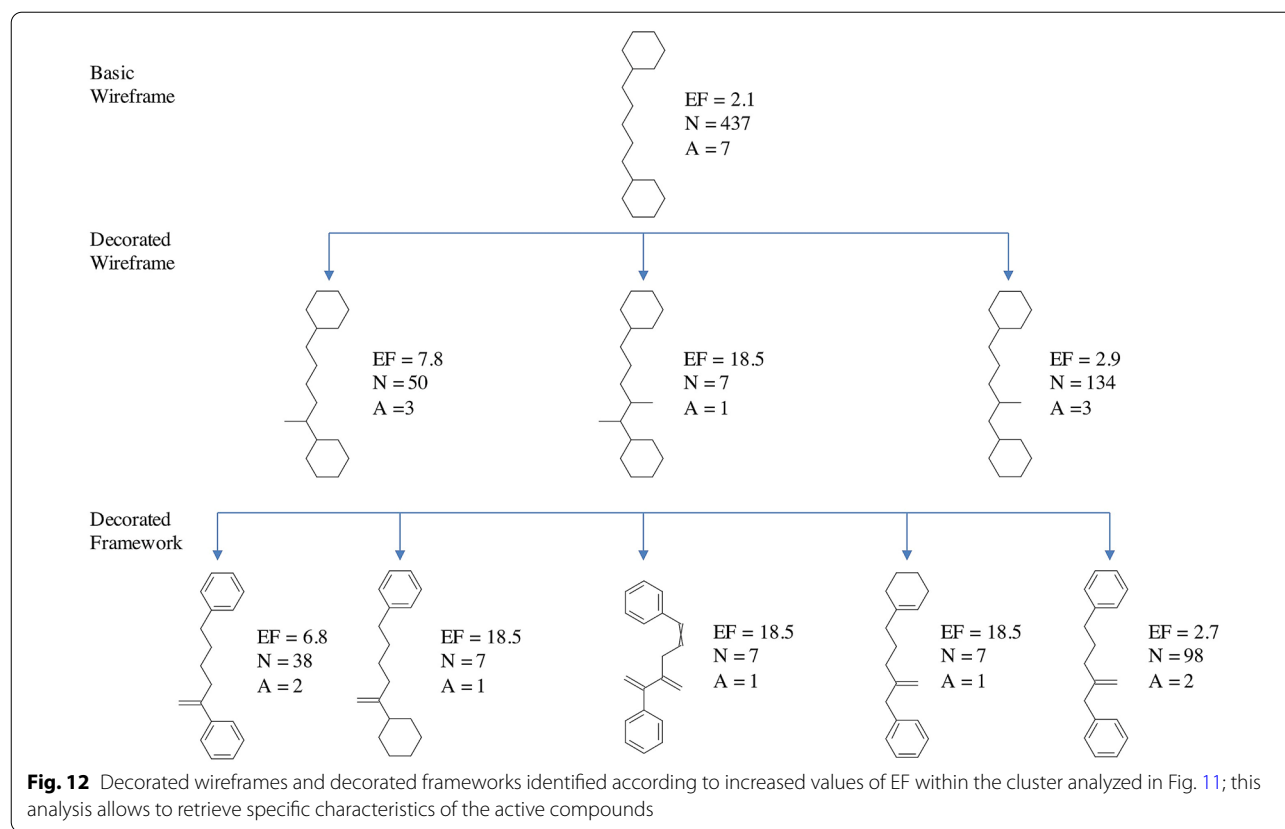 Basic
Wireframe
EF = 2.1
N = 437
A = 7
Decorated
Wireframe
EF = 7.8
N = 50
A =3
EF = 18.5
N = 7
A = 1
EF = 2.9
N = 134
A =3
Decorated
Framework
EF = 6.8
N = 38
A = 2
EF = 18.5
N = 7
A = 1
EF = 18.5
N = 7
A = 1
EF = 18.5
N = 7
A = 1
EF = 2.7
N = 98
A = 2
Fig. 12 Decorated wireframes and decorated frameworks identified according to increased values of EF within the cluster analyzed in Fig. 11; this
analysis allows to retrieve specific characteristics of the active compounds